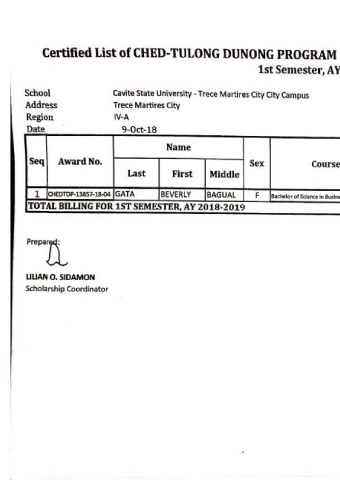 Certified List of CHED-TULONG DUNONG PROGRAM
1st Semester, AY
School Cavite State University - Trece Martires City City Campus
Address Trece Martires City
Region IV-A
Date 9-Oct-18
Seq Award No. Name Sex Course
Last First Middle
1 CHEDTDP-13857-18-04 GATA BEVERLY BAGUAL F Bachelor of Science in Busine
TOTAL BILLING FOR 1ST SEMESTER, AY 2018-2019
Prepared:
LILIAN O. SIDAMON
Scholarship Coordinator